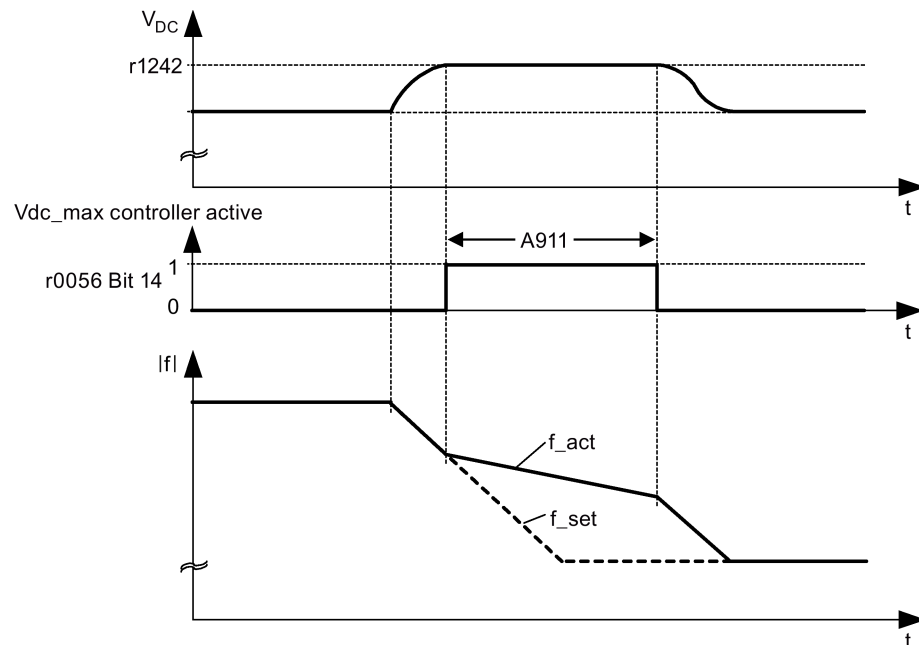 V_DC
r1242
t
Vdc_max controller active
A911
r0056 Bit 14
1
0
t
|f|
f_act
f_set
t